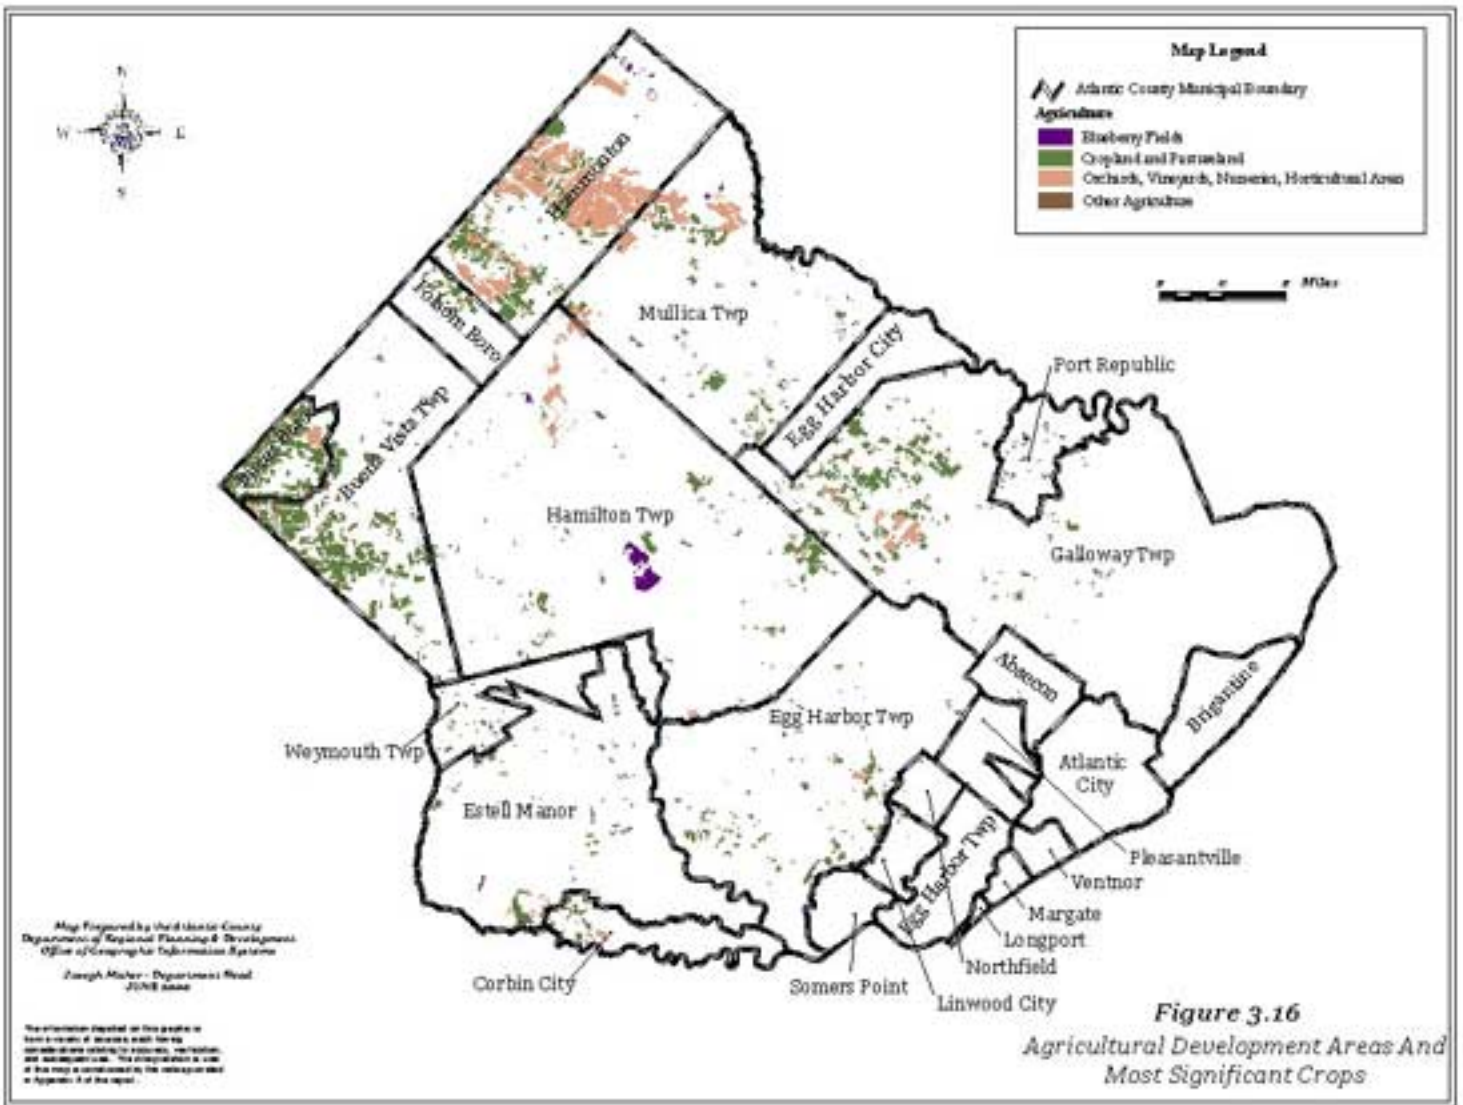 N
W
E
S
Map Legend
Atlantic County Municipal Boundary
Agriculture
Blueberry Fields
Cropland and Pastureland
Orchards, Vineyards, Nurseries, Horticultural Areas
Other Agriculture
Miles
Hammonton
Folsom Boro
Mullica Twp
Egg Harbor City
Port Republic
Buena Vista Twp
Hamilton Twp
Galloway Twp
Absecon
Brigantine
Egg Harbor Twp
Weymouth Twp
Atlantic
City
Estell Manor
Egg Harbor Twp
Pleasantville
Ventnor
Margate
Longport
Northfield
Corbin City
Somers Point
Linwood City
Map Prepared by the Atlantic County
Department of Regional Planning & Development
Office of Geographic Information Systems
Department Head
JUNE
Figure 3.16
Agricultural Development Areas And
Most Significant Crops